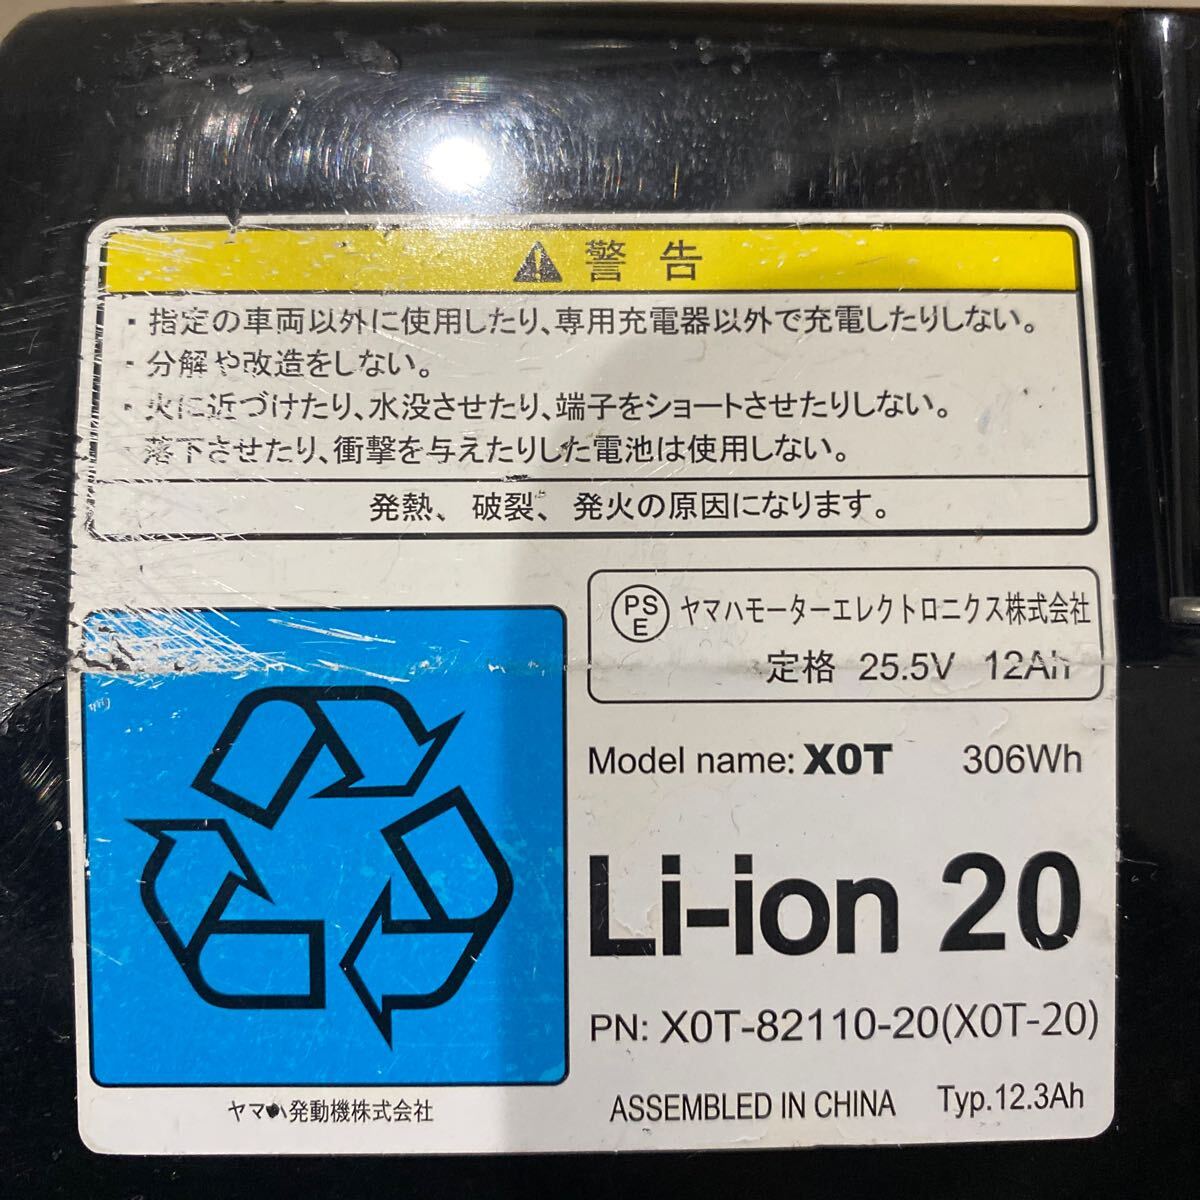 警告
・指定の車両以外に使用したり、専用充電器以外で充電したりしない。
・分解や改造をしない。
・火に近づけたり、水没させたり、端子をショートさせたりしない。
・落下させたり、衝撃を与えたりした電池は使用しない。
発熱、破裂、発火の原因になります。
PS
E
ヤマハモーターエレクトロニクス株式会社
定格 25.5V 12Ah
Model name: X0T 306Wh
Li-ion 20
PN: X0T-82110-20(X0T-20)
ASSEMBLED IN CHINA Typ.12.3Ah
ヤマハ発動機株式会社